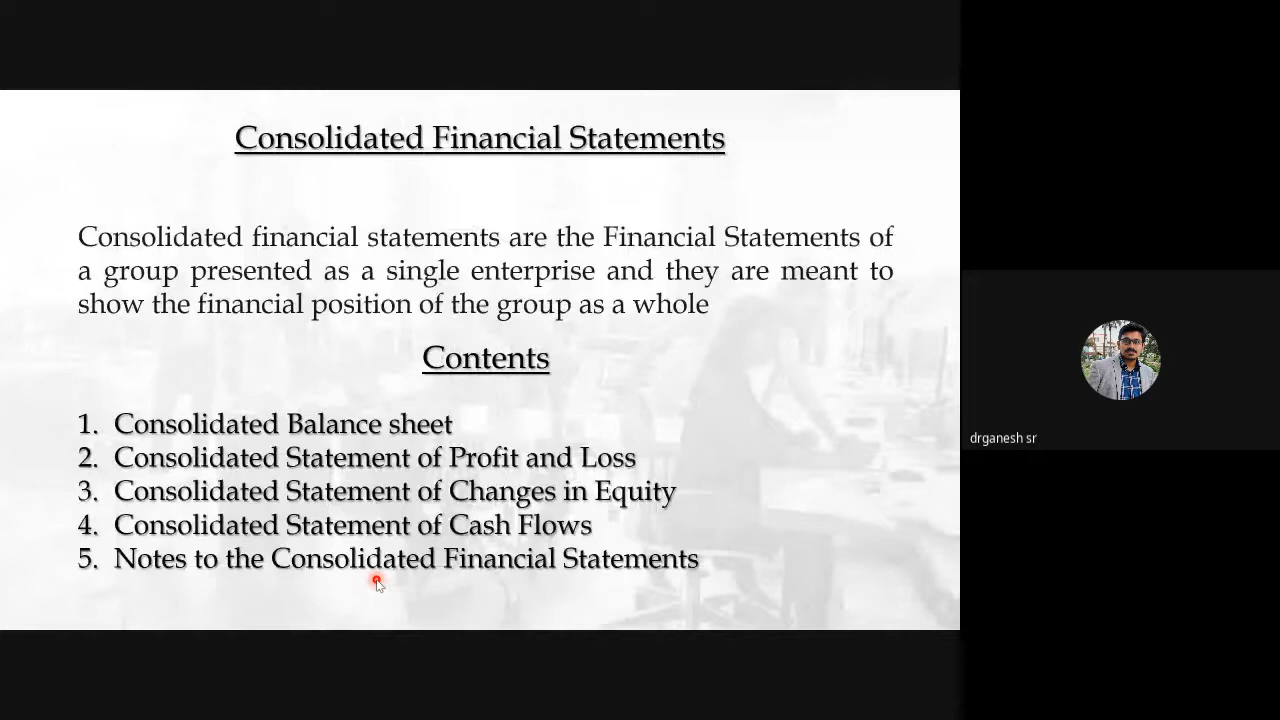 Consolidated Financial Statements
Consolidated financial statements are the Financial Statements of
a group presented as a single enterprise and they are meant to
show the financial position of the group as a whole
Contents
1. Consolidated Balance sheet
2. Consolidated Statement of Profit and Loss
3. Consolidated Statement of Changes in Equity
4. Consolidated Statement of Cash Flows
5. Notes to the Consolidated Financial Statements
drganesh sr